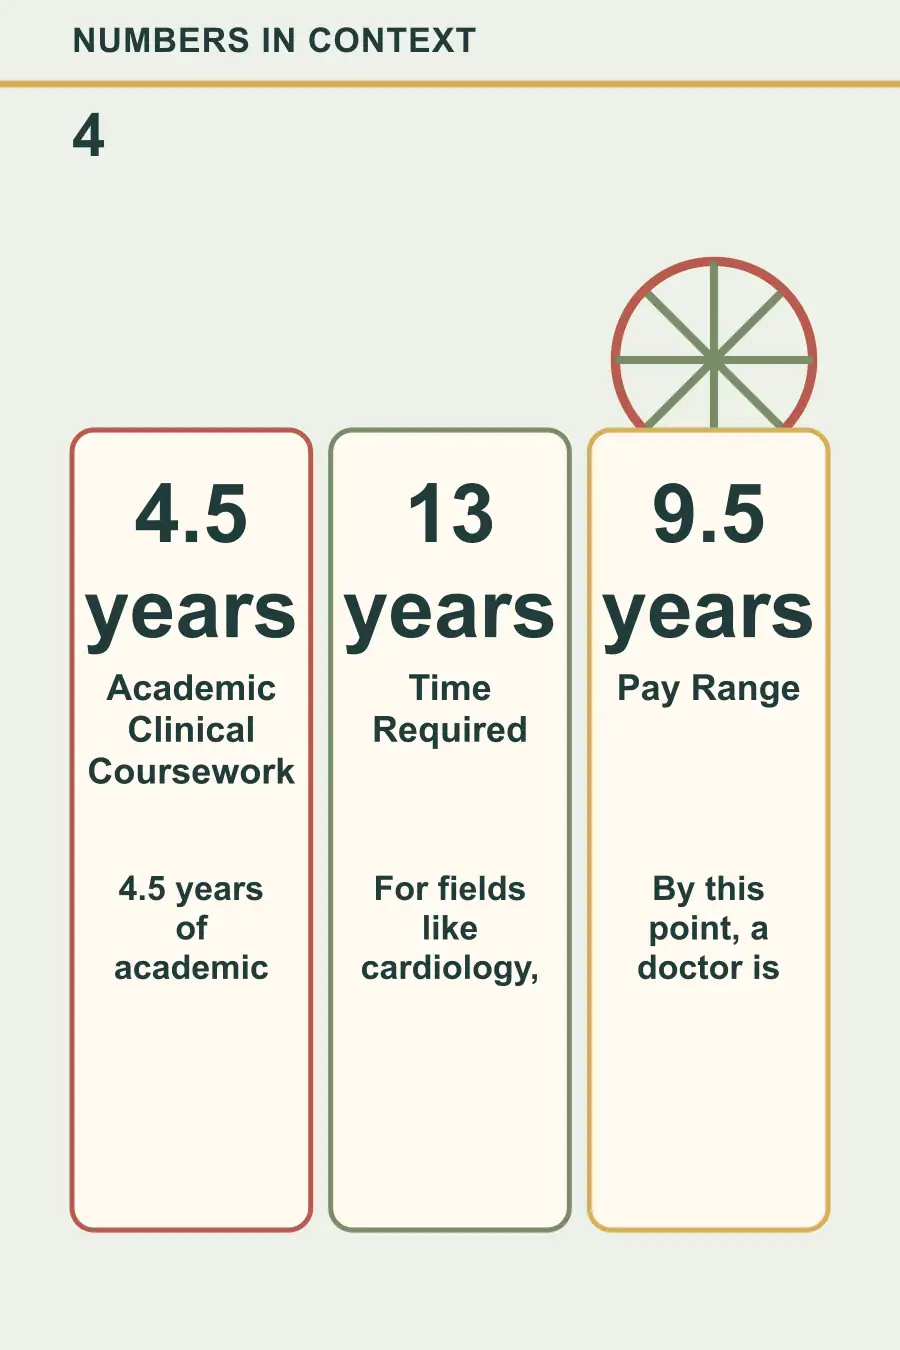 NUMBERS IN CONTEXT
4
4.5
years
Academic
Clinical
Coursework
4.5 years
of
academic
13
years
Time
Required
For fields
like
cardiology,
9.5
years
Pay Range
By this
point, a
doctor is